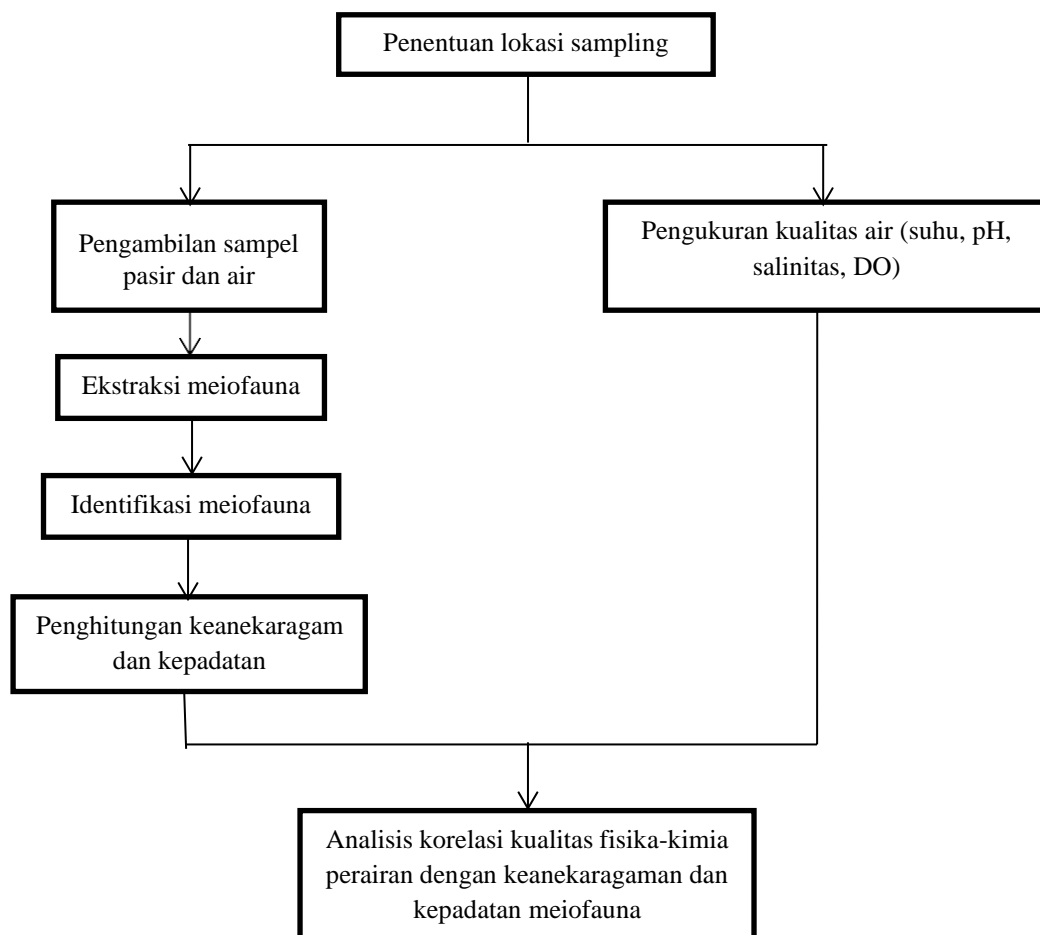 Penentuan lokasi sampling
Pengambilan sampel
pasir dan air
Pengukuran kualitas air (suhu, pH,
salinitas, DO)
Ekstraksi meiofauna
Identifikasi meiofauna
Penghitungan keanekaragam
dan kepadatan
Analisis korelasi kualitas fisika-kimia
perairan dengan keanekaragaman dan
kepadatan meiofauna